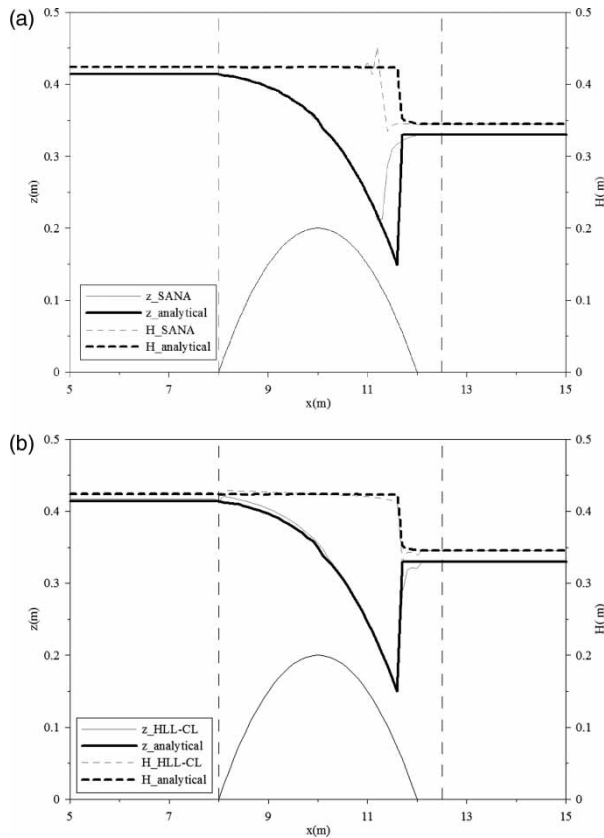 (a)
0.5
0.5
0.4
0.4
z(m)
H( m)
0.3
0.3
0.2
0.2
z_SANA
z_analytical
H_SANA
H_analytical
0.1
0.1
0
0
5 7 9 11 13 15
x(m)
(b)
0.5
0.5
0.4
0.4
z(m)
H( m)
0.3
0.3
0.2
0.2
z_HLL-CL
z_analytical
H_HLL-CL
H_analytical
0.1
0.1
0
0
5 7 9 11 13 15
x(m)